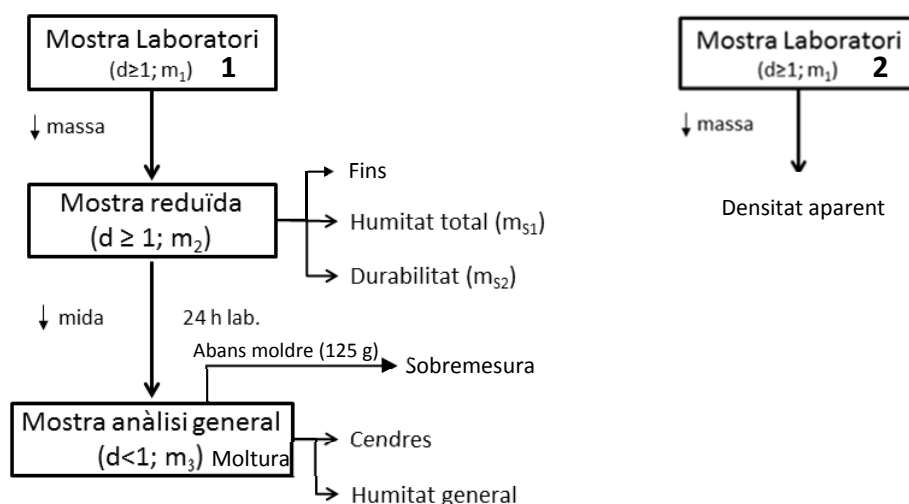 Mostra Laboratori
(d≥1; m₁) 1
↓ massa
Mostra reduïda
(d ≥ 1; m₂)
Fins
Humitat total (mS1)
Durabilitat (mS2)
↓ mida
24 h lab.
Abans moldre (125 g)
Sobremesura
Mostra anàlisi general
(d<1; m₃) Moltura
Cendres
Humitat general
Mostra Laboratori
(d≥1; m₁) 2
↓ massa
Densitat aparent